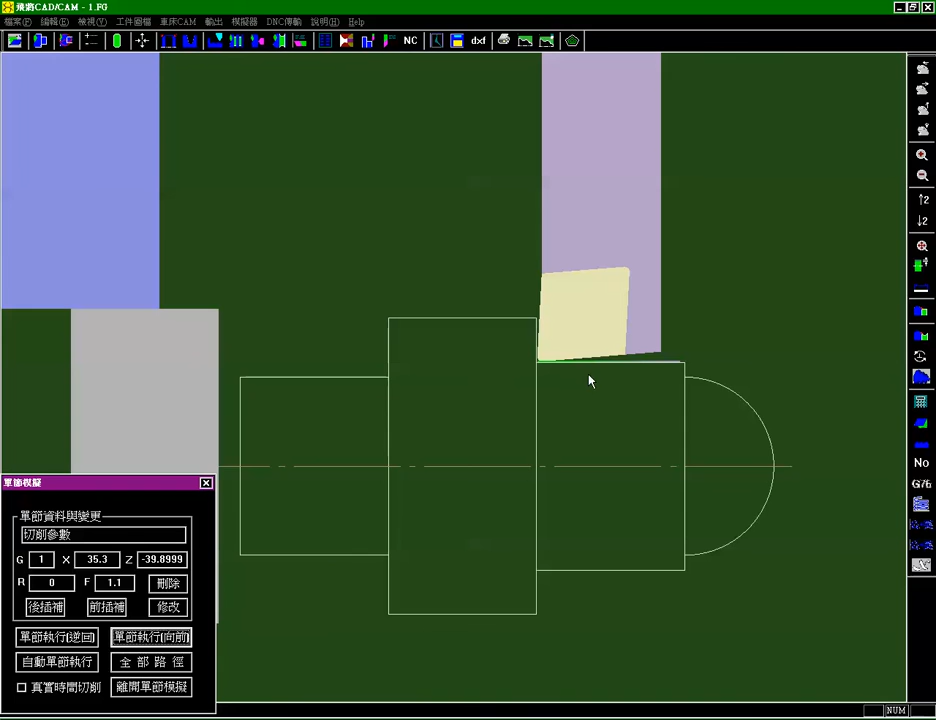 飛將CAD/CAM - 1.FG
檔案(F) 編輯(E) 檢視(V) 工件圖檔 車床CAM 輸出 模擬器 DNC傳輸 說明(H) Help
NC dxf
2
2
No
G76
單節模擬
單節資料與變更
切削參數
G 1 X 35.3 Z -39.8999
R 0 F 1.1 刪除
後插補 前插補 修改
單節執行(逆回) 單節執行(向前)
自動單節執行 全部路徑
真實時間切削 離開單節模擬
NUM